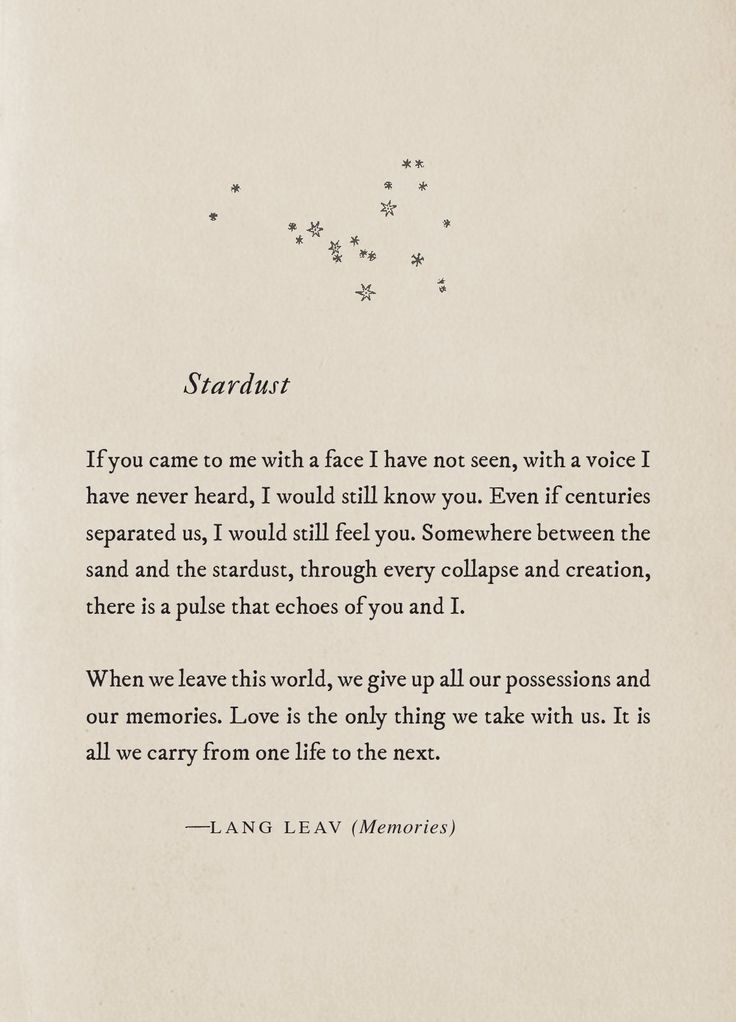 Stardust
If you came to me with a face I have not seen, with a voice I
have never heard, I would still know you. Even if centuries
separated us, I would still feel you. Somewhere between the
sand and the stardust, through every collapse and creation,
there is a pulse that echoes of you and I.
When we leave this world, we give up all our possessions and
our memories. Love is the only thing we take with us. It is
all we carry from one life to the next.
—LANG LEAV (Memories)